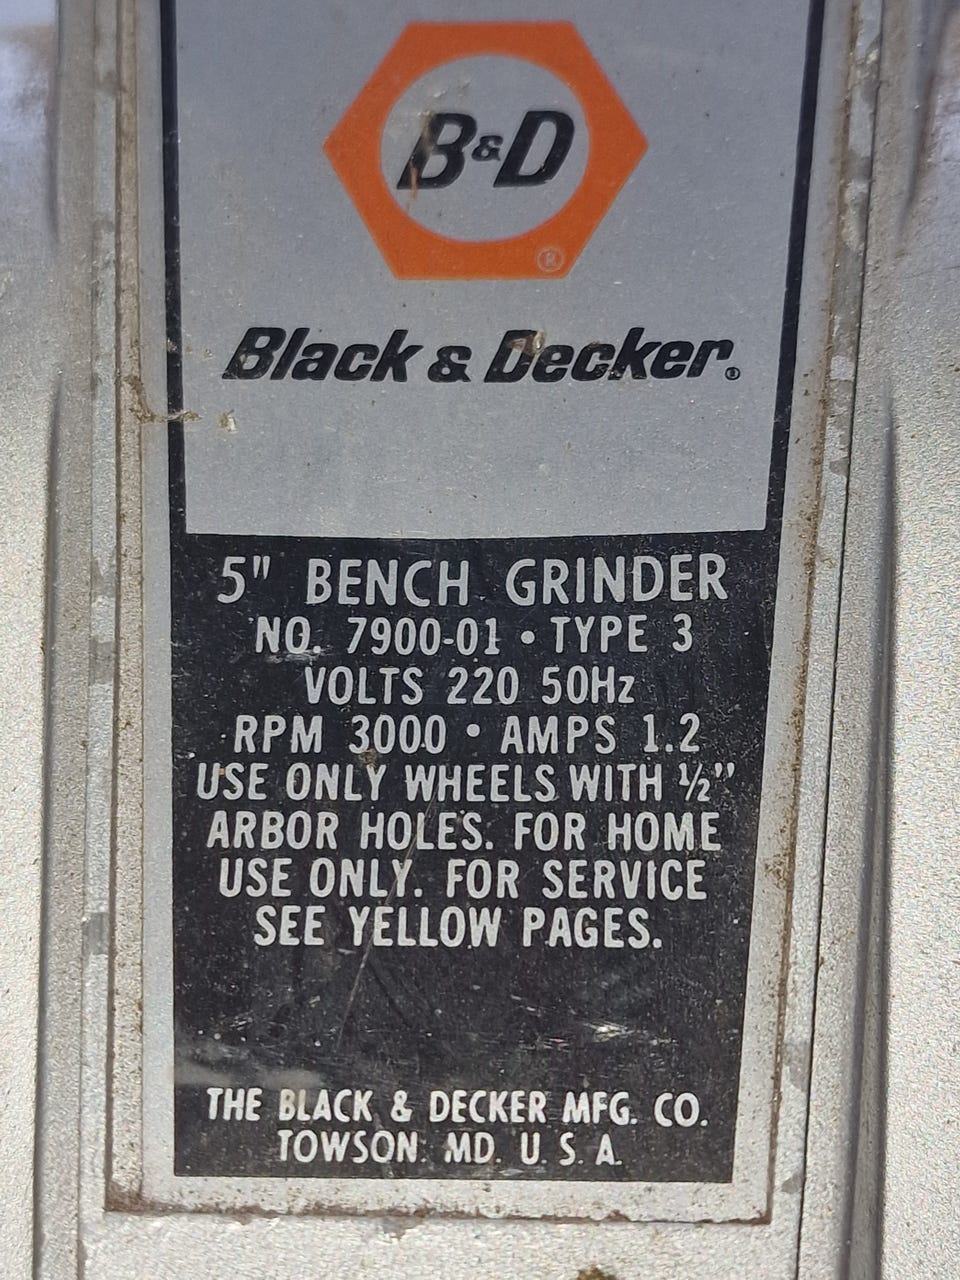 B&D
®
Black & Decker®
5" BENCH GRINDER
NO. 7900-01 • TYPE 3
VOLTS 220 50Hz
RPM 3000 • AMPS 1.2
USE ONLY WHEELS WITH ½"
ARBOR HOLES. FOR HOME
USE ONLY. FOR SERVICE
SEE YELLOW PAGES.
THE BLACK & DECKER MFG. CO.
TOWSON. MD. U. S. A.